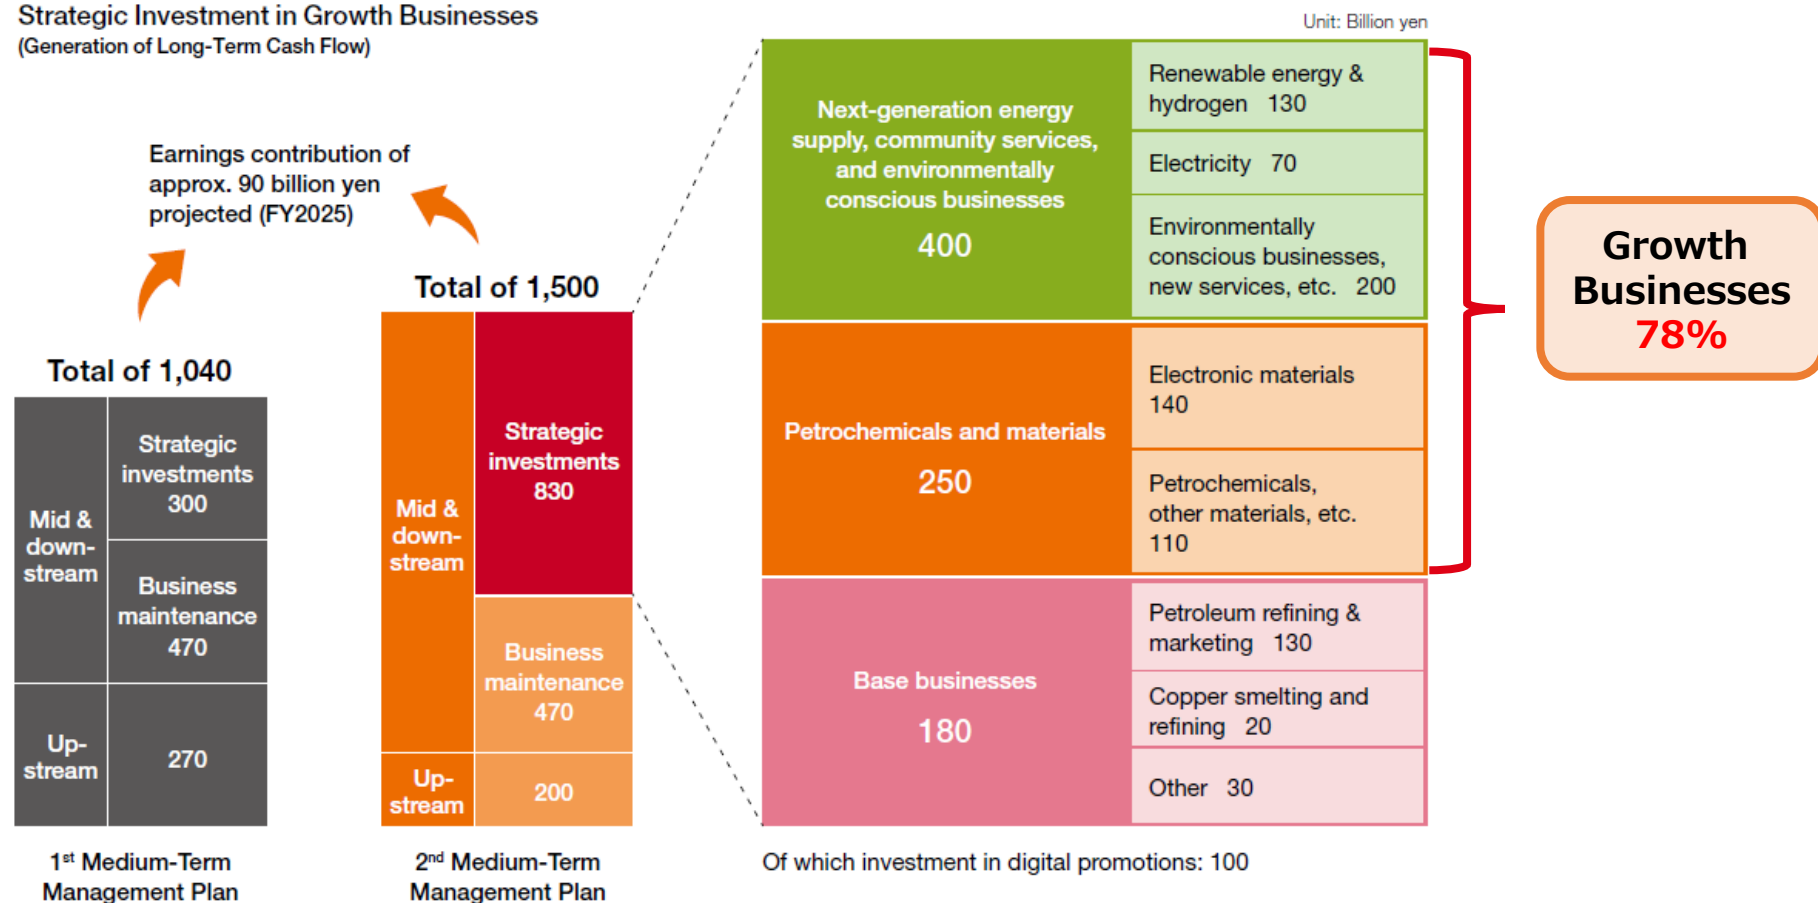 Strategic Investment in Growth Businesses
(Generation of Long-Term Cash Flow)
Unit: Billion yen
Earnings contribution of
approx. 90 billion yen
projected (FY2025)
Total of 1,040
Mid &
down-
stream
Strategic
investments
300
Business
maintenance
470
Up-
stream
270
1st Medium-Term
Management Plan
Total of 1,500
Mid &
down-
stream
Strategic
investments
830
Business
maintenance
470
Up-
stream
200
2nd Medium-Term
Management Plan
Next-generation energy
supply, community services,
and environmentally
conscious businesses
400
Renewable energy &
hydrogen 130
Electricity 70
Environmentally
conscious businesses,
new services, etc. 200
Petrochemicals and materials
250
Electronic materials
140
Petrochemicals,
other materials, etc.
110
Base businesses
180
Petroleum refining &
marketing 130
Copper smelting and
refining 20
Other 30
Of which investment in digital promotions: 100
Growth
Businesses
78%